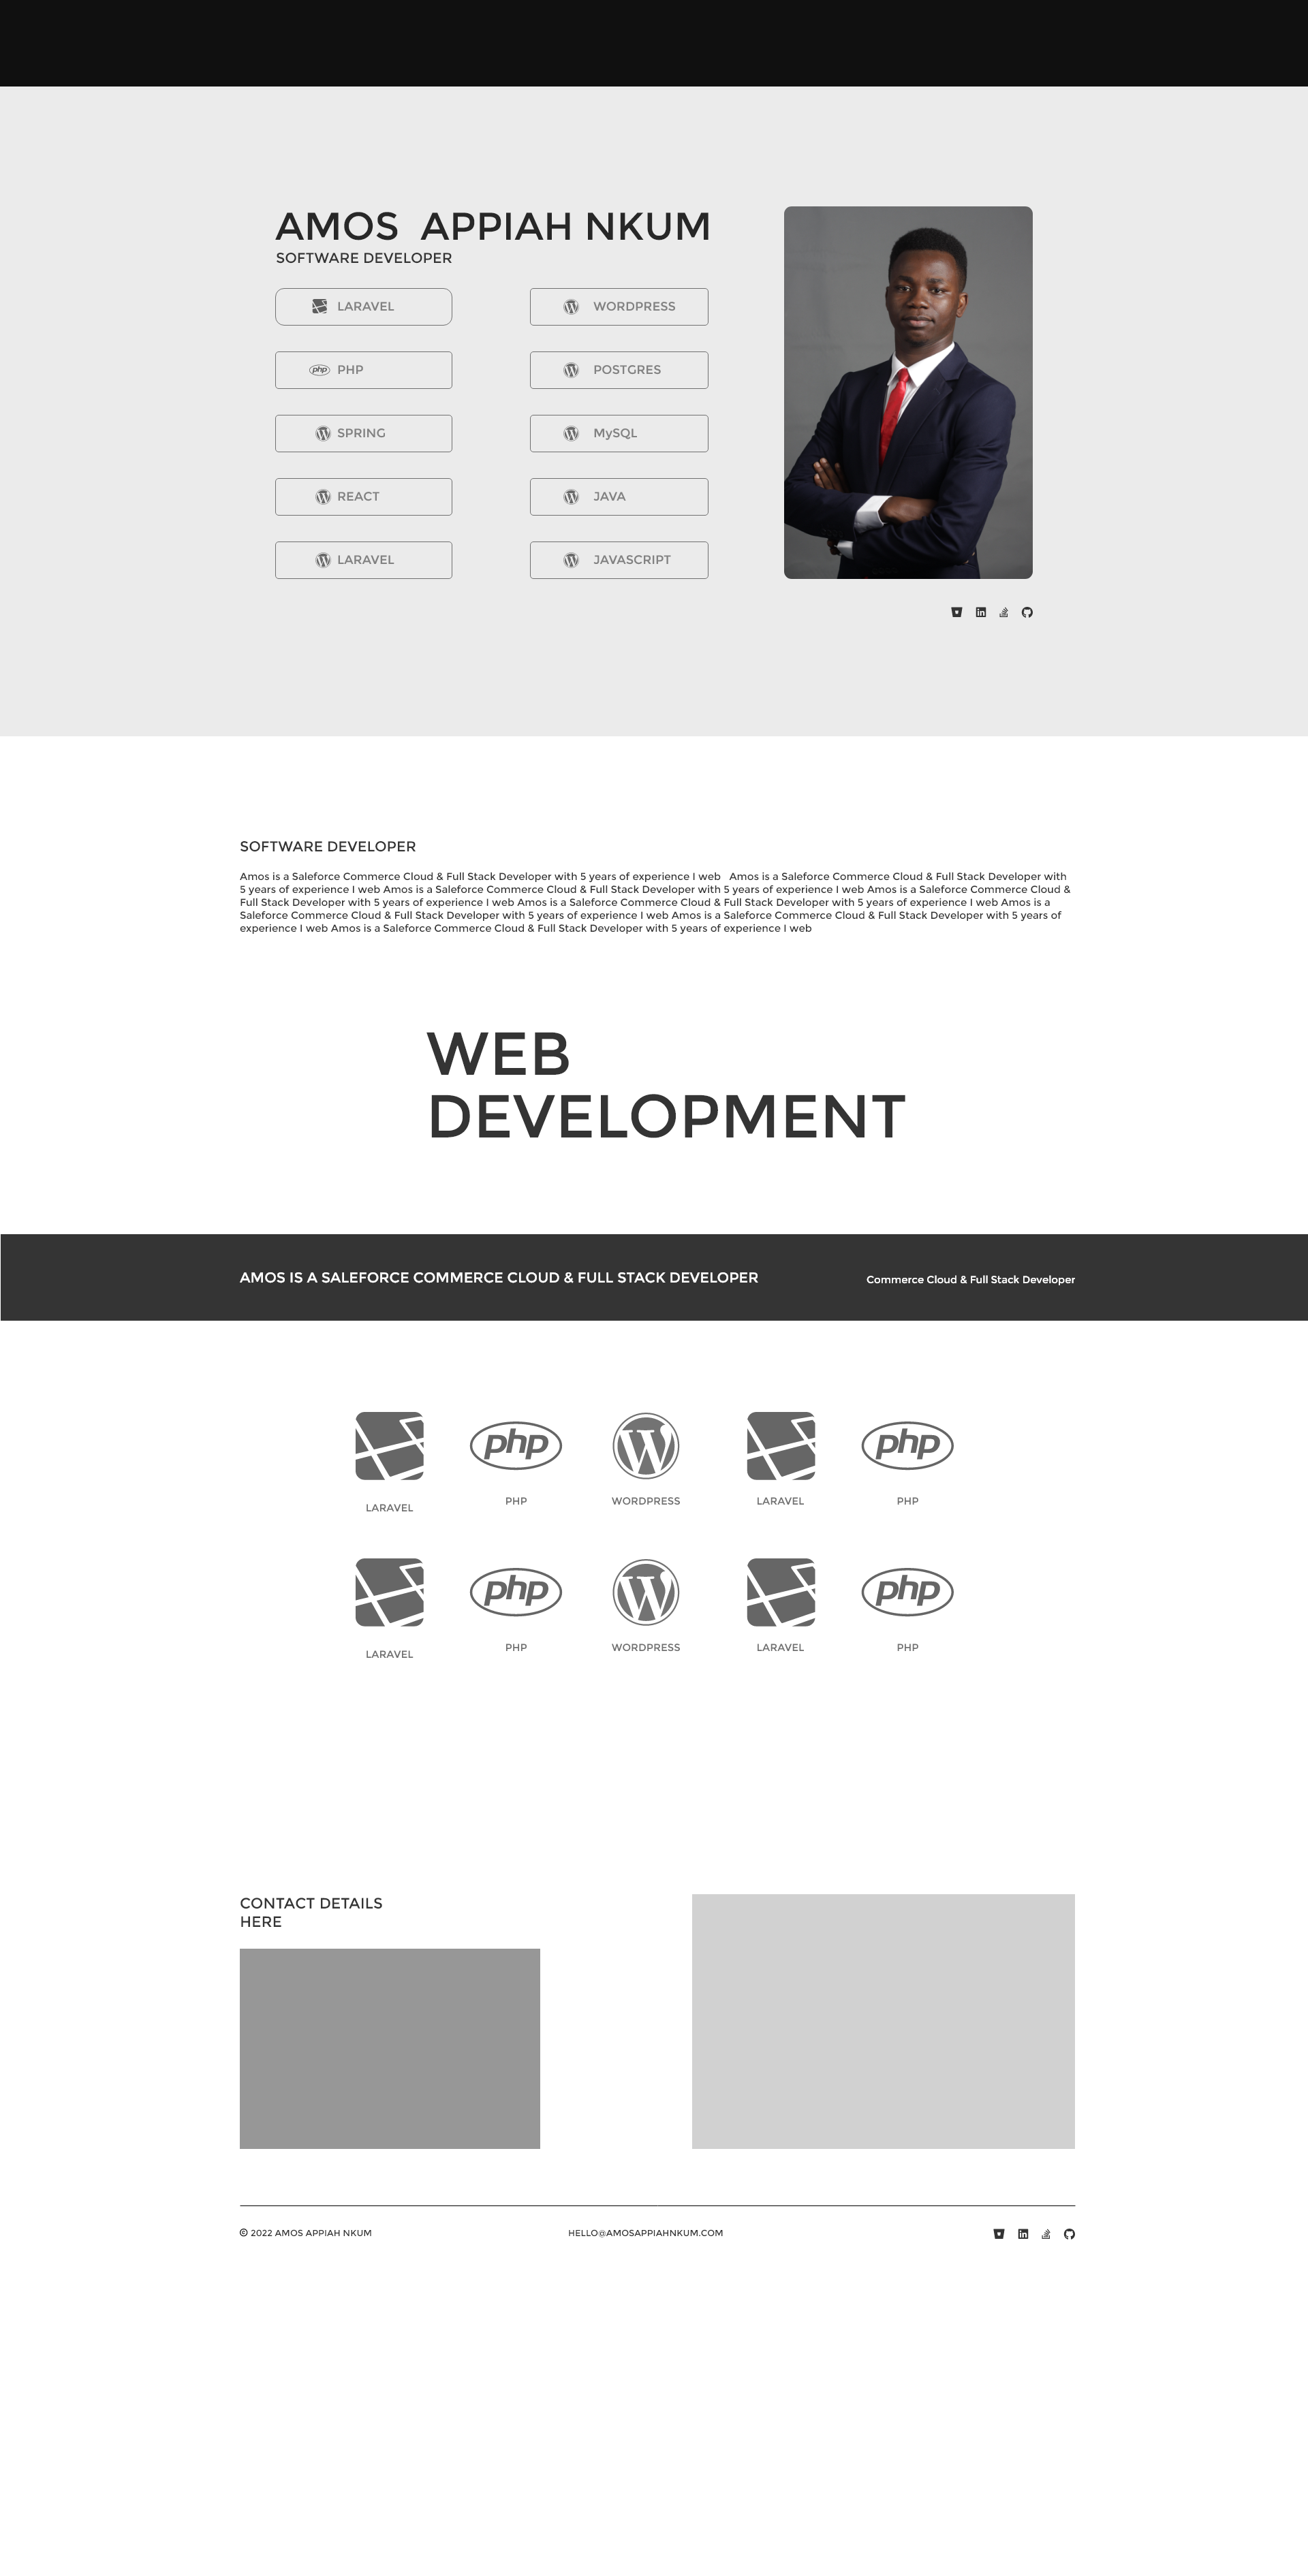 AMOS  APPIAH NKUM
SOFTWARE DEVELOPER
LARAVEL
WORDPRESS
php PHP
POSTGRES
SPRING
MySQL
REACT
JAVA
LARAVEL
JAVASCRIPT
SOFTWARE DEVELOPER
Amos is a Saleforce Commerce Cloud & Full Stack Developer with 5 years of experience I web   Amos is a Saleforce Commerce Cloud & Full Stack Developer with
5 years of experience I web Amos is a Saleforce Commerce Cloud & Full Stack Developer with 5 years of experience I web Amos is a Saleforce Commerce Cloud &
Full Stack Developer with 5 years of experience I web Amos is a Saleforce Commerce Cloud & Full Stack Developer with 5 years of experience I web Amos is a
Saleforce Commerce Cloud & Full Stack Developer with 5 years of experience I web Amos is a Saleforce Commerce Cloud & Full Stack Developer with 5 years of
experience I web Amos is a Saleforce Commerce Cloud & Full Stack Developer with 5 years of experience I web
WEB
DEVELOPMENT
AMOS IS A SALEFORCE COMMERCE CLOUD & FULL STACK DEVELOPER
Commerce Cloud & Full Stack Developer
php
php
LARAVEL
PHP
WORDPRESS
LARAVEL
PHP
php
php
LARAVEL
PHP
WORDPRESS
LARAVEL
PHP
CONTACT DETAILS
HERE
© 2022 AMOS APPIAH NKUM
HELLO@AMOSAPPIAHNKUM.COM